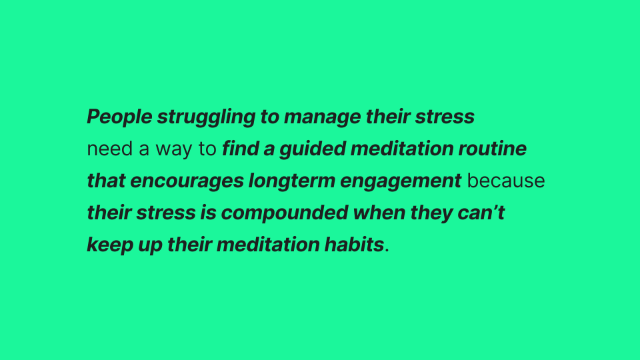 People struggling to manage their stress
need a way to find a guided meditation routine
that encourages longterm engagement because
their stress is compounded when they can’t
keep up their meditation habits.